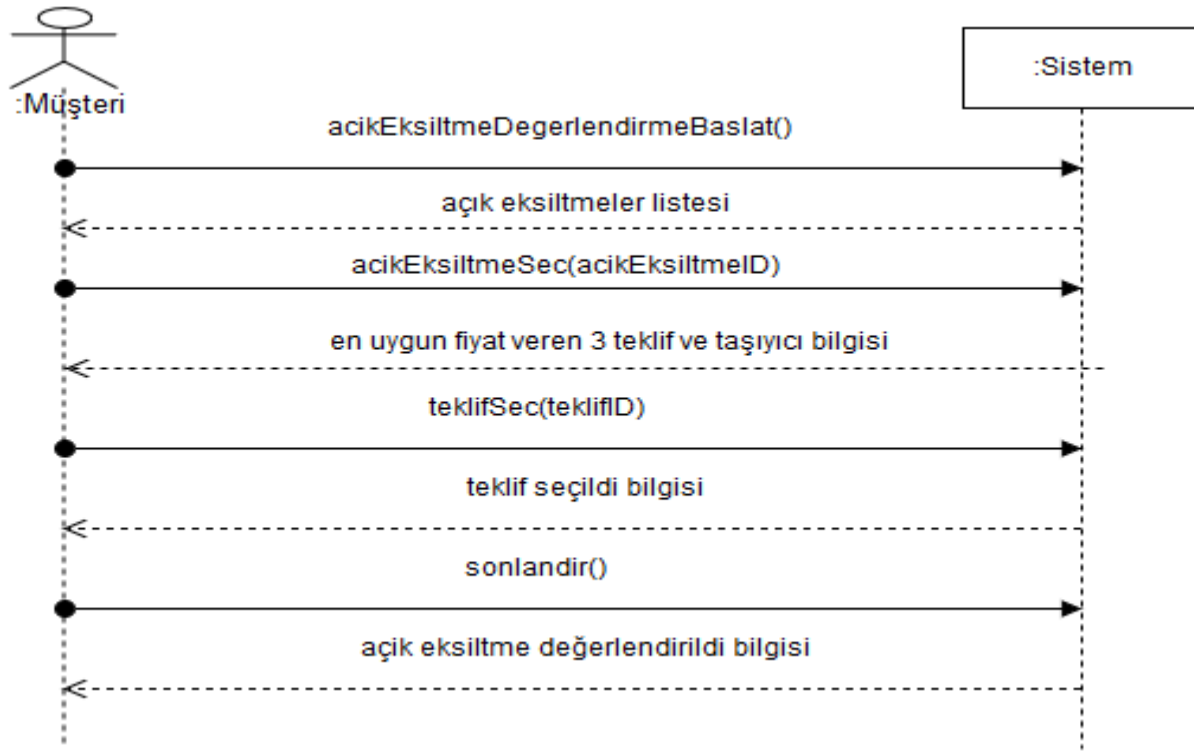 :Müşteri
:Sistem
acikEksiltmeDegerlendirmeBaslat()
açık eksiltmeler listesi
acikEksiltmeSec(acikEksiltmeID)
en uygun fiyat veren 3 teklif ve taşıyıcı bilgisi
teklifSec(teklifID)
teklif seçildi bilgisi
sonlandir()
açik eksiltme değerlendirildi bilgisi